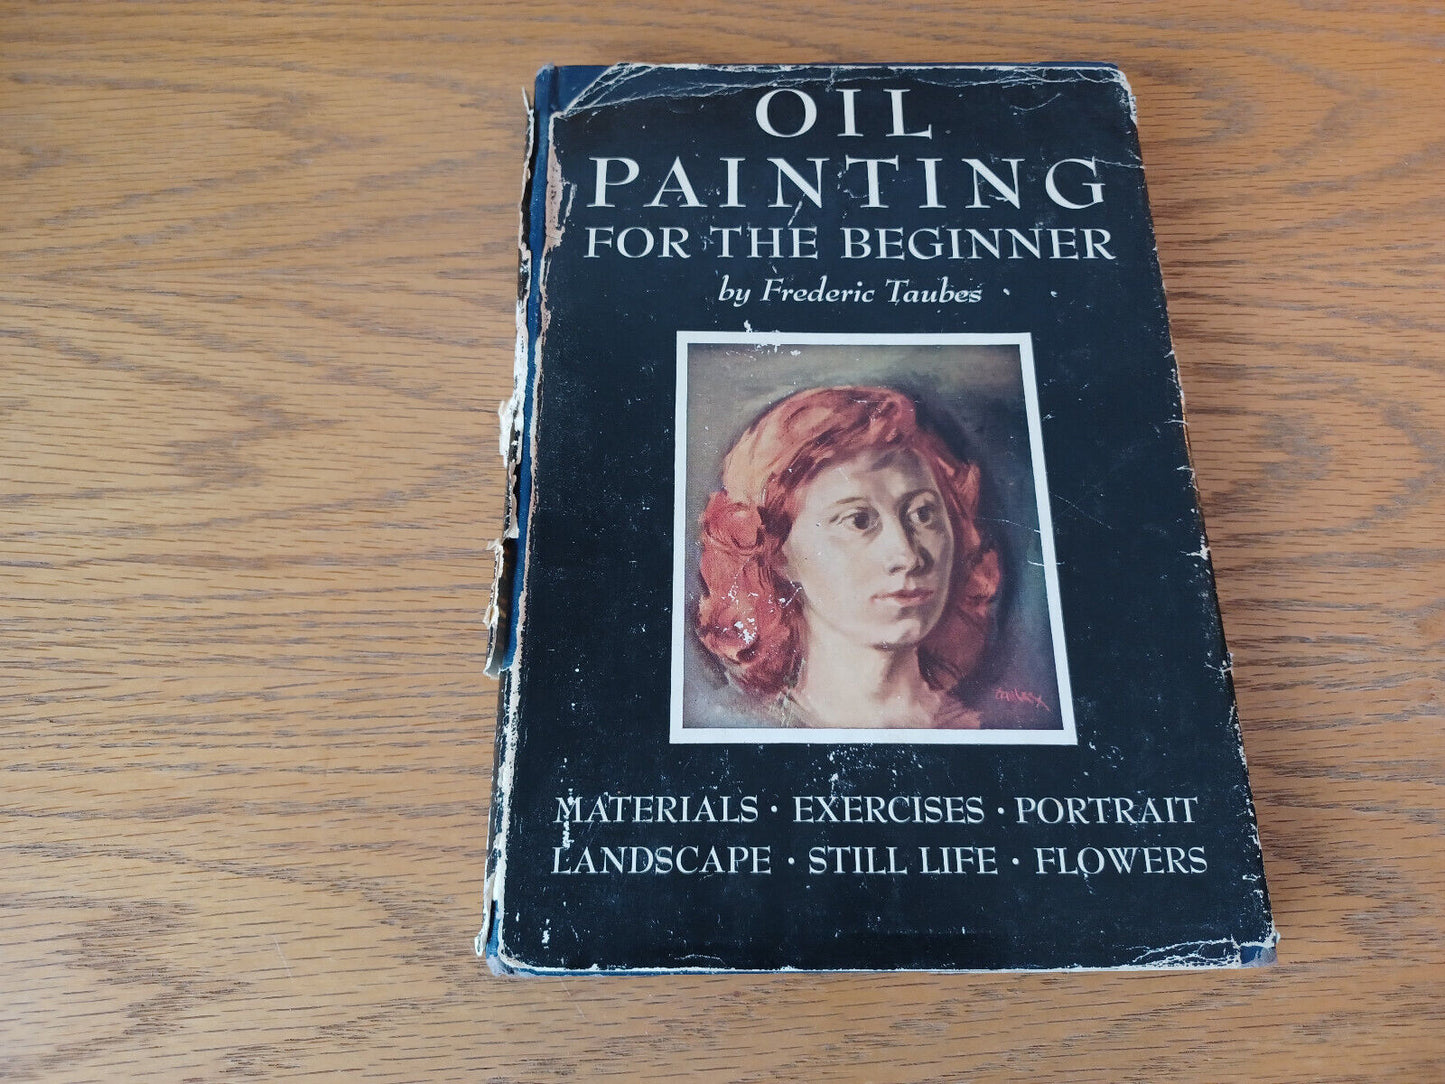 OIL
PAINTING
FOR THE BEGINNER
by Frederic Taubes
MATERIALS · EXERCISES · PORTRAIT
LANDSCAPE · STILL LIFE · FLOWERS